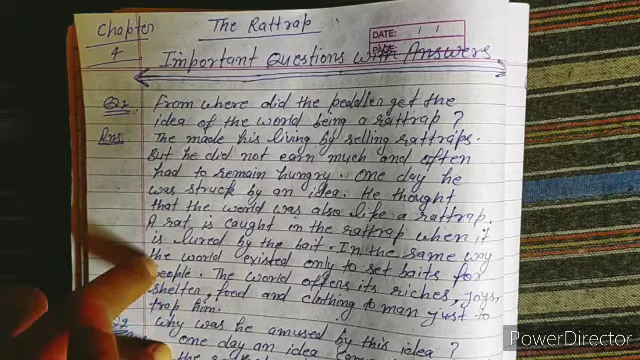 Chapter The Rattrap
4
DATE: / /
PAGE:
Important Questions with Answers
Q1. From where did the peddler get the
idea of the world being a rattrap ?
Ans The made his living by selling rattraps.
But he did not earn much and often
had to remain hungry. One day he
was struck by an idea. He thought
that the world was also like a rattrap.
A rat is caught in the rattrap when it
is lured by the bait. In the same way
the world existed only to set baits for
people. The world offens its riches, joys,
shelter, food and clothing to man just to
trap him.
Q2 Why was he amused by this idea ?
one day an idea
PowerDirector